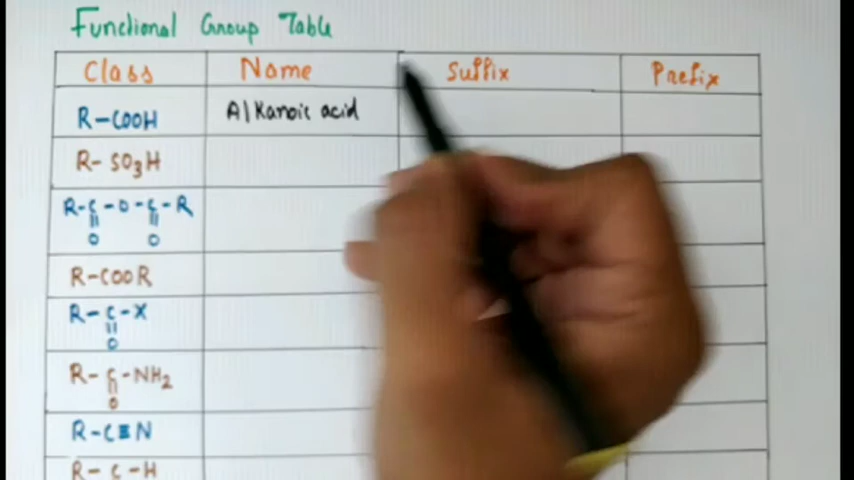 Functional Group Table
Class Name Suffix Prefix
R-COOH Alkanoic acid
R-SO3H
R-C-O-C-R
O O
R-COOR
R-C-X
O
R-C-NH2
O
R-C≡N
R-C-H